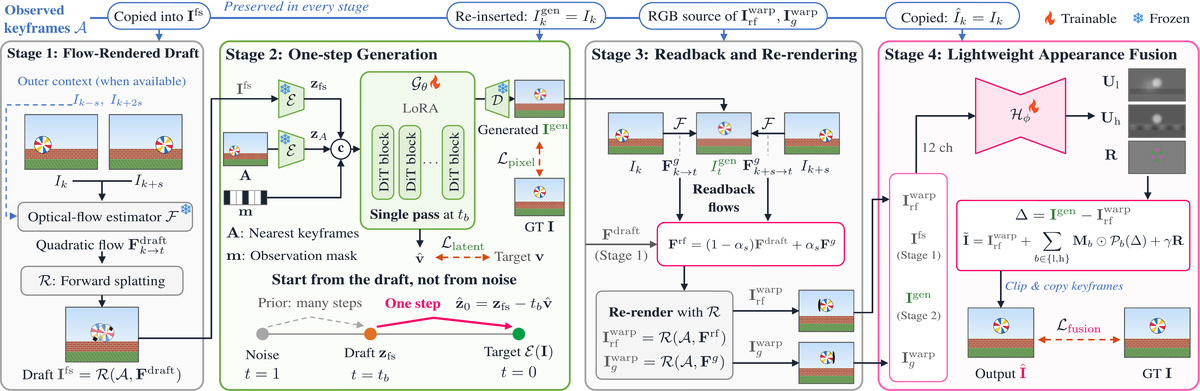 Observed keyframes 𝒜
Copied into I^fs
Preserved in every stage
Re-inserted: I_k^gen = I_k
RGB source of I_rf^warp, I_g^warp
Copied: Î_k = I_k
Trainable
Frozen
Stage 1: Flow-Rendered Draft
Outer context (when available)
I_{k−s}, I_{k+2s}
I_k
I_{k+s}
Optical-flow estimator ℱ
Quadratic flow F_{k→t}^draft
ℛ: Forward splatting
Draft I^fs = ℛ(𝒜, F^draft)
Stage 2: One-step Generation
I^fs
ℰ
z_fs
A
ℰ
z_A
m
c
𝒢_θ
LoRA
DiT block
DiT block
. . .
DiT block
Single pass at t_b
𝒟
Generated I^gen
ℒ_pixel
GT I
A: Nearest keyframes
m: Observation mask
ℒ_latent
v̂
Target v
Start from the draft, not from noise
Prior: many steps
One step
ẑ_0 = z_fs − t_b v̂
Noise
t = 1
Draft z_fs
t = t_b
Target ℰ(I)
t = 0
Stage 3: Readback and Re-rendering
ℱ
ℱ
I_k
F_{k→t}^g
I_t^gen
F_{k+s→t}^g
I_{k+s}
Readback
flows
F^draft
(Stage 1)
F^rf = (1 − α_s)F^draft + α_s F^g
Re-render with ℛ
I_rf^warp = ℛ(𝒜, F^rf)
I_g^warp = ℛ(𝒜, F^g)
I_rf^warp
I_g^warp
Stage 4: Lightweight Appearance Fusion
ℋ_ϕ
U_l
U_h
R
12 ch
I_rf^warp
I^fs
(Stage 1)
I^gen
(Stage 2)
I_g^warp
Δ = I^gen − I_rf^warp
Ĩ = I_rf^warp + ∑_{b∈{l,h}} M_b ⊙ 𝒫_b(Δ) + γR
Clip & copy keyframes
ℒ_fusion
Output Î
GT I